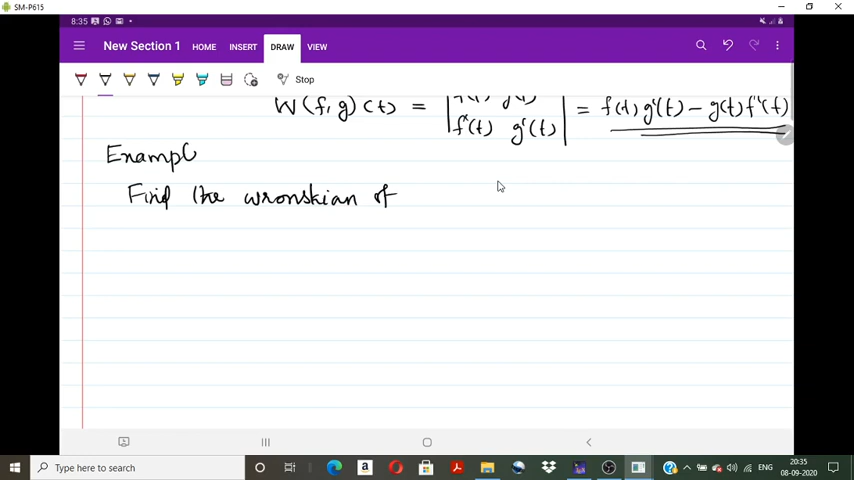 SM-P615
8:35
New Section 1 HOME INSERT DRAW VIEW
Stop
W(f,g)(t) = | f(t) g(t) | = f(t) g'(t) - g(t) f'(t)
f'(t) g'(t)
Example
Find the wronskian of
Type here to search
ENG
20:35
08-09-2020